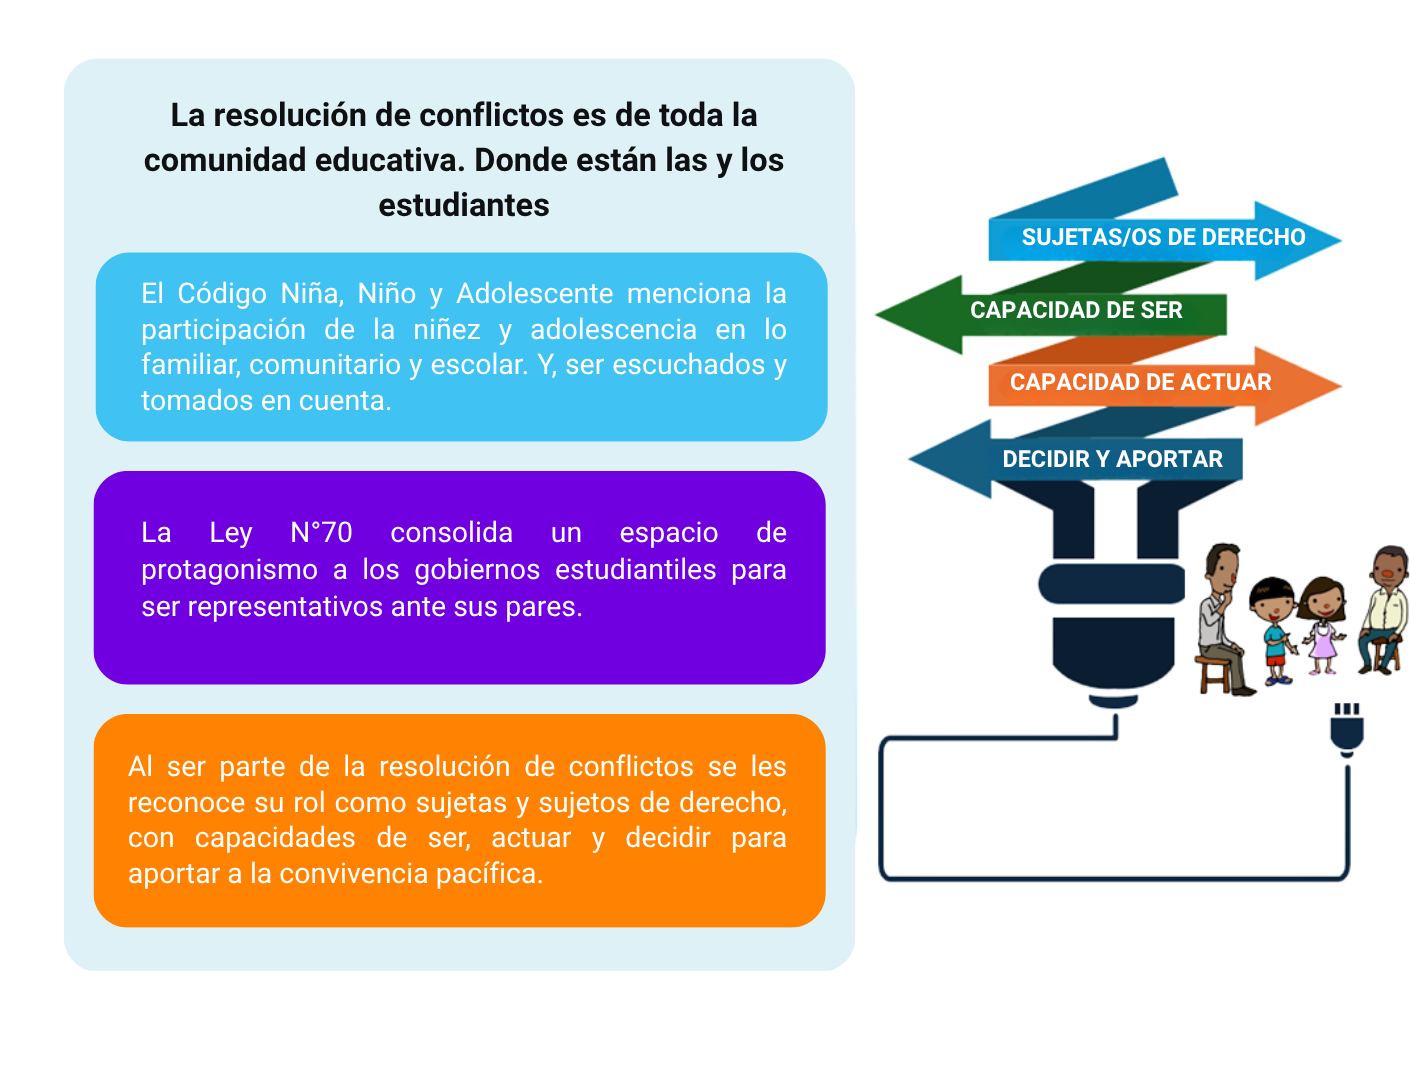 La resolución de conflictos es de toda la
comunidad educativa. Donde están las y los
estudiantes
El Código Niña, Niño y Adolescente menciona la
participación de la niñez y adolescencia en lo
familiar, comunitario y escolar. Y, ser escuchados y
tomados en cuenta.
La Ley N°70 consolida un espacio de
protagonismo a los gobiernos estudiantiles para
ser representativos ante sus pares.
Al ser parte de la resolución de conflictos se les
reconoce su rol como sujetas y sujetos de derecho,
con capacidades de ser, actuar y decidir para
aportar a la convivencia pacífica.
SUJETAS/OS DE DERECHO
CAPACIDAD DE SER
CAPACIDAD DE ACTUAR
DECIDIR Y APORTAR